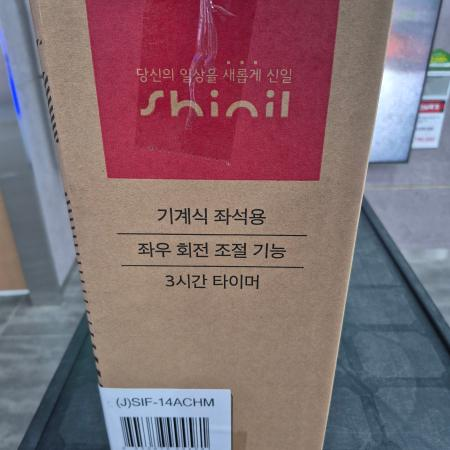 당신의 일상을 새롭게 신일
Shinil
기계식 좌석용
좌우 회전 조절 기능
3시간 타이머
(J)SIF-14ACHM